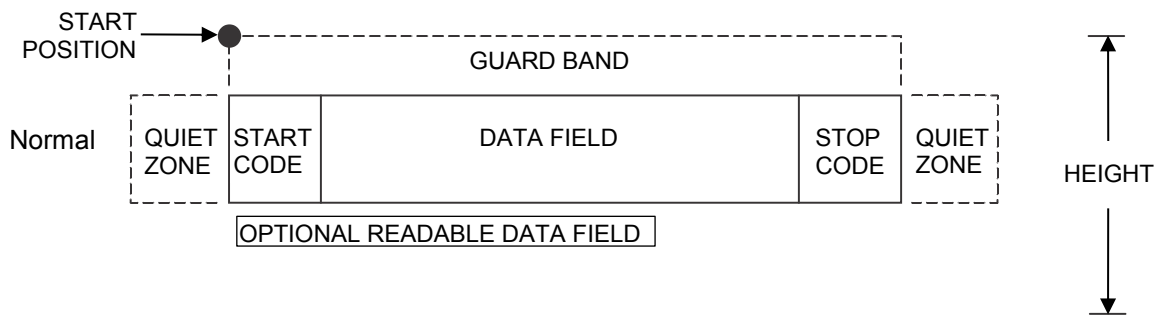 START
POSITION
GUARD BAND
Normal
QUIET
ZONE
START
CODE
DATA FIELD
STOP
CODE
QUIET
ZONE
HEIGHT
OPTIONAL READABLE DATA FIELD